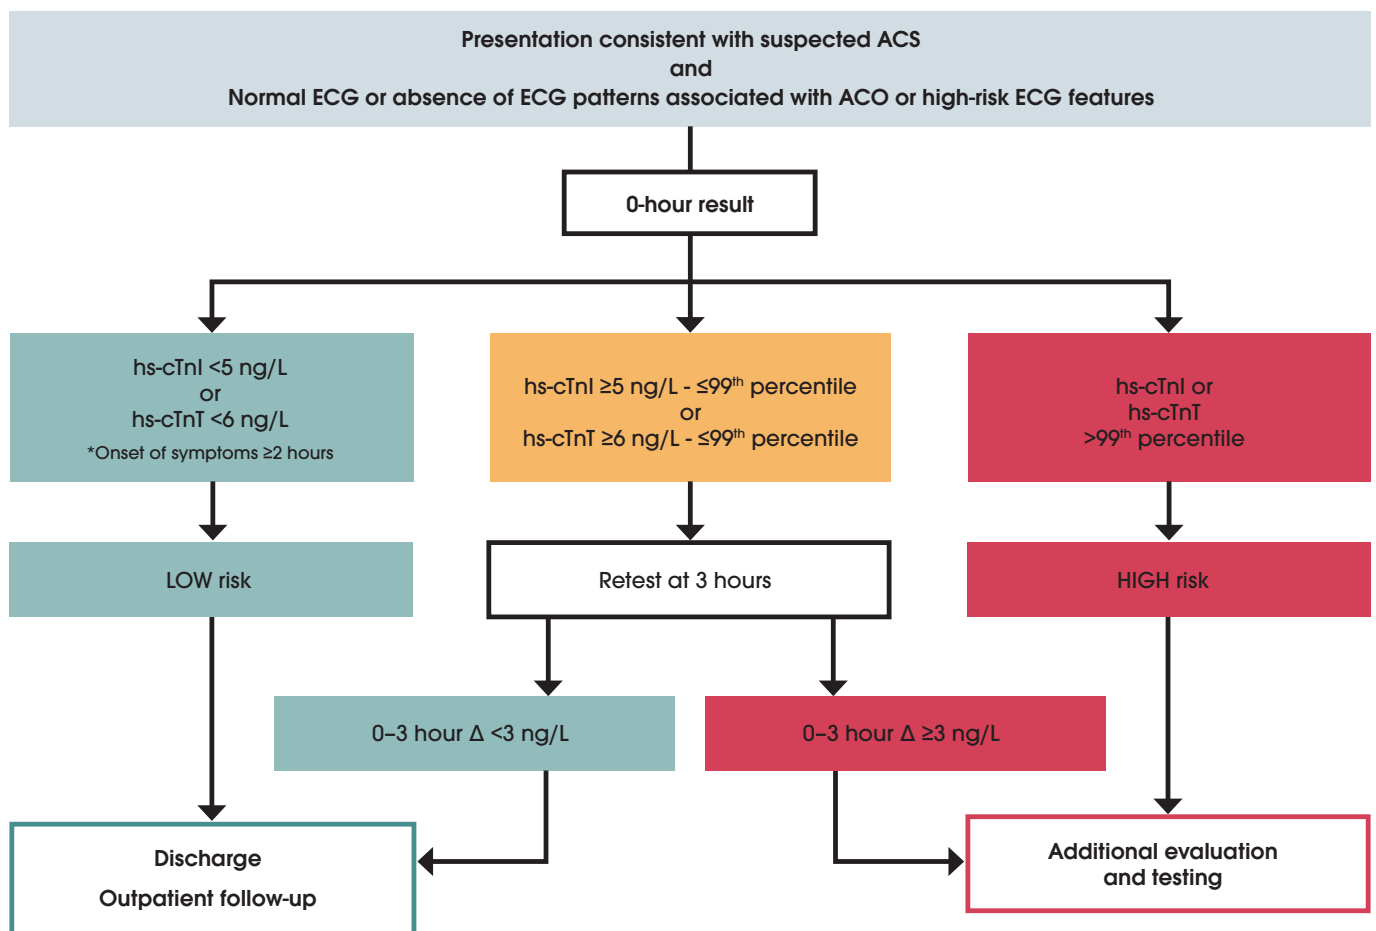 Presentation consistent with suspected ACS
and
Normal ECG or absence of ECG patterns associated with ACO or high-risk ECG features
0-hour result
hs-cTnI <5 ng/L
or
hs-cTnT <6 ng/L
*Onset of symptoms ≥2 hours
hs-cTnI ≥5 ng/L - ≤99th percentile
or
hs-cTnT ≥6 ng/L - ≤99th percentile
hs-cTnI or
hs-cTnT
>99th percentile
LOW risk
Retest at 3 hours
HIGH risk
0–3 hour Δ <3 ng/L
0–3 hour Δ ≥3 ng/L
Discharge
Outpatient follow-up
Additional evaluation
and testing